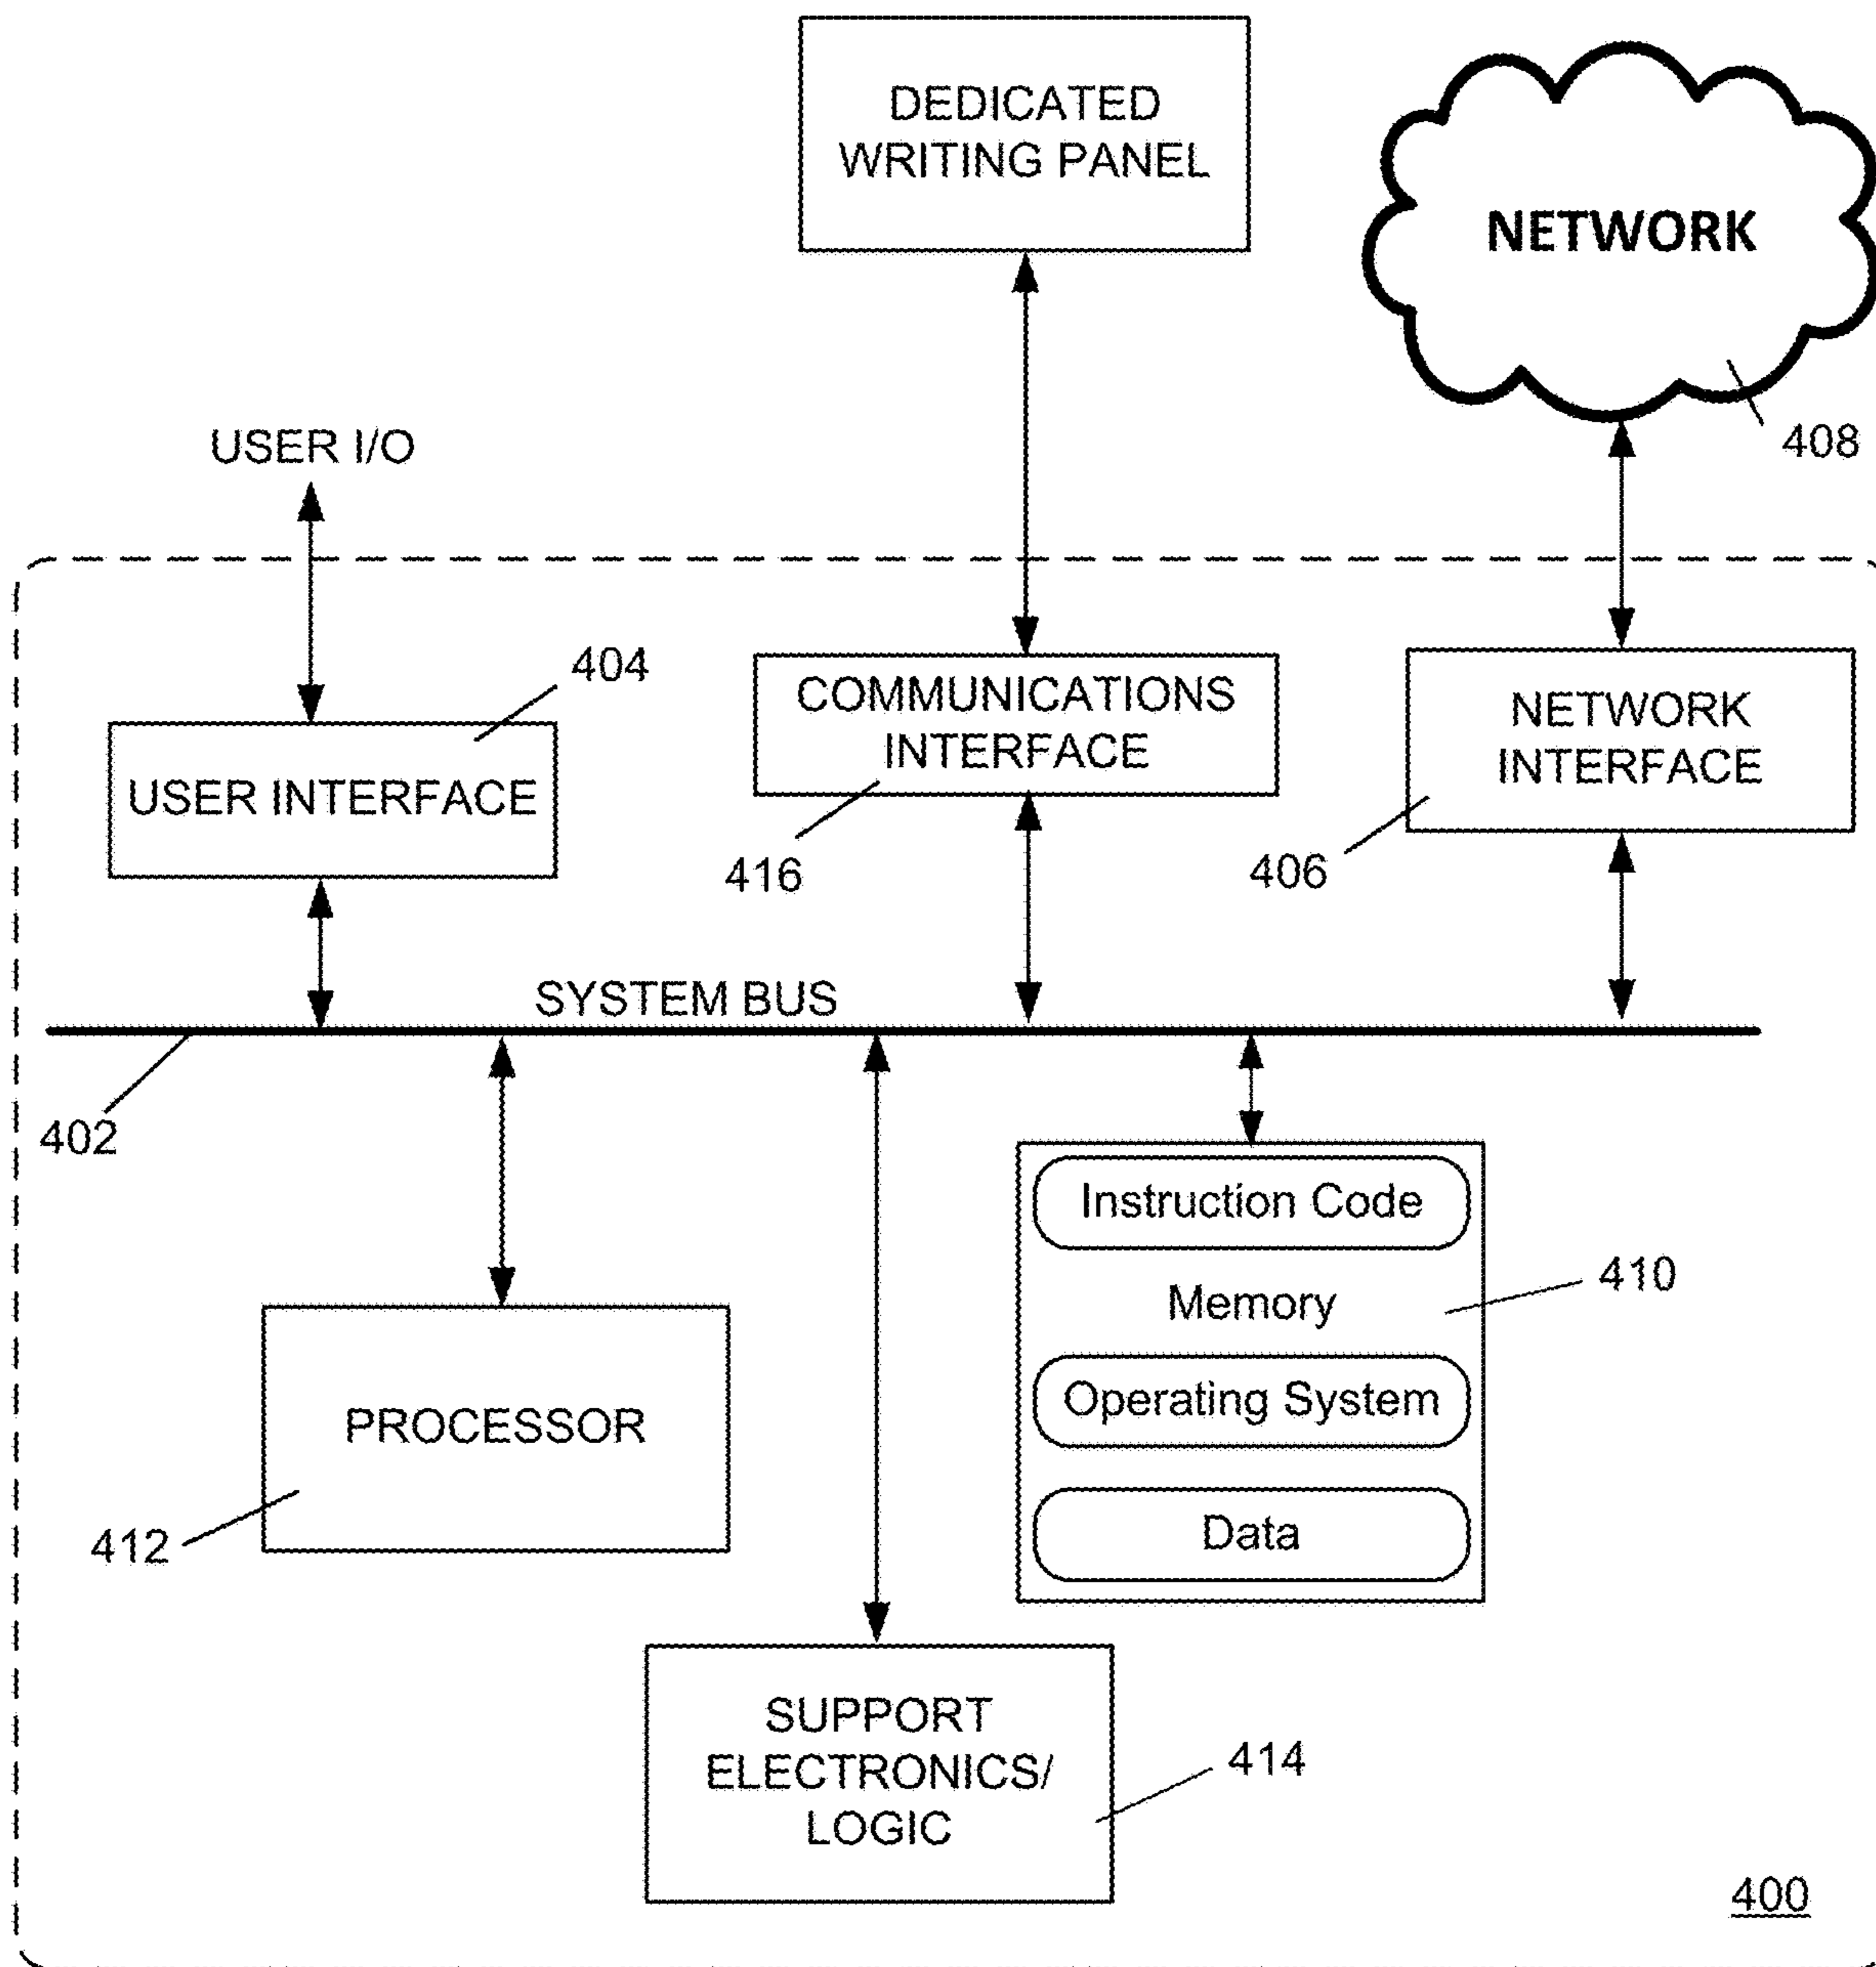 DEDICATED
WRITING PANEL
NETWORK
408
USER I/O
404
USER INTERFACE
COMMUNICATIONS
INTERFACE
416
NETWORK
INTERFACE
406
SYSTEM BUS
402
Instruction Code
Memory
410
Operating System
Data
PROCESSOR
412
SUPPORT
ELECTRONICS/
LOGIC
414
400